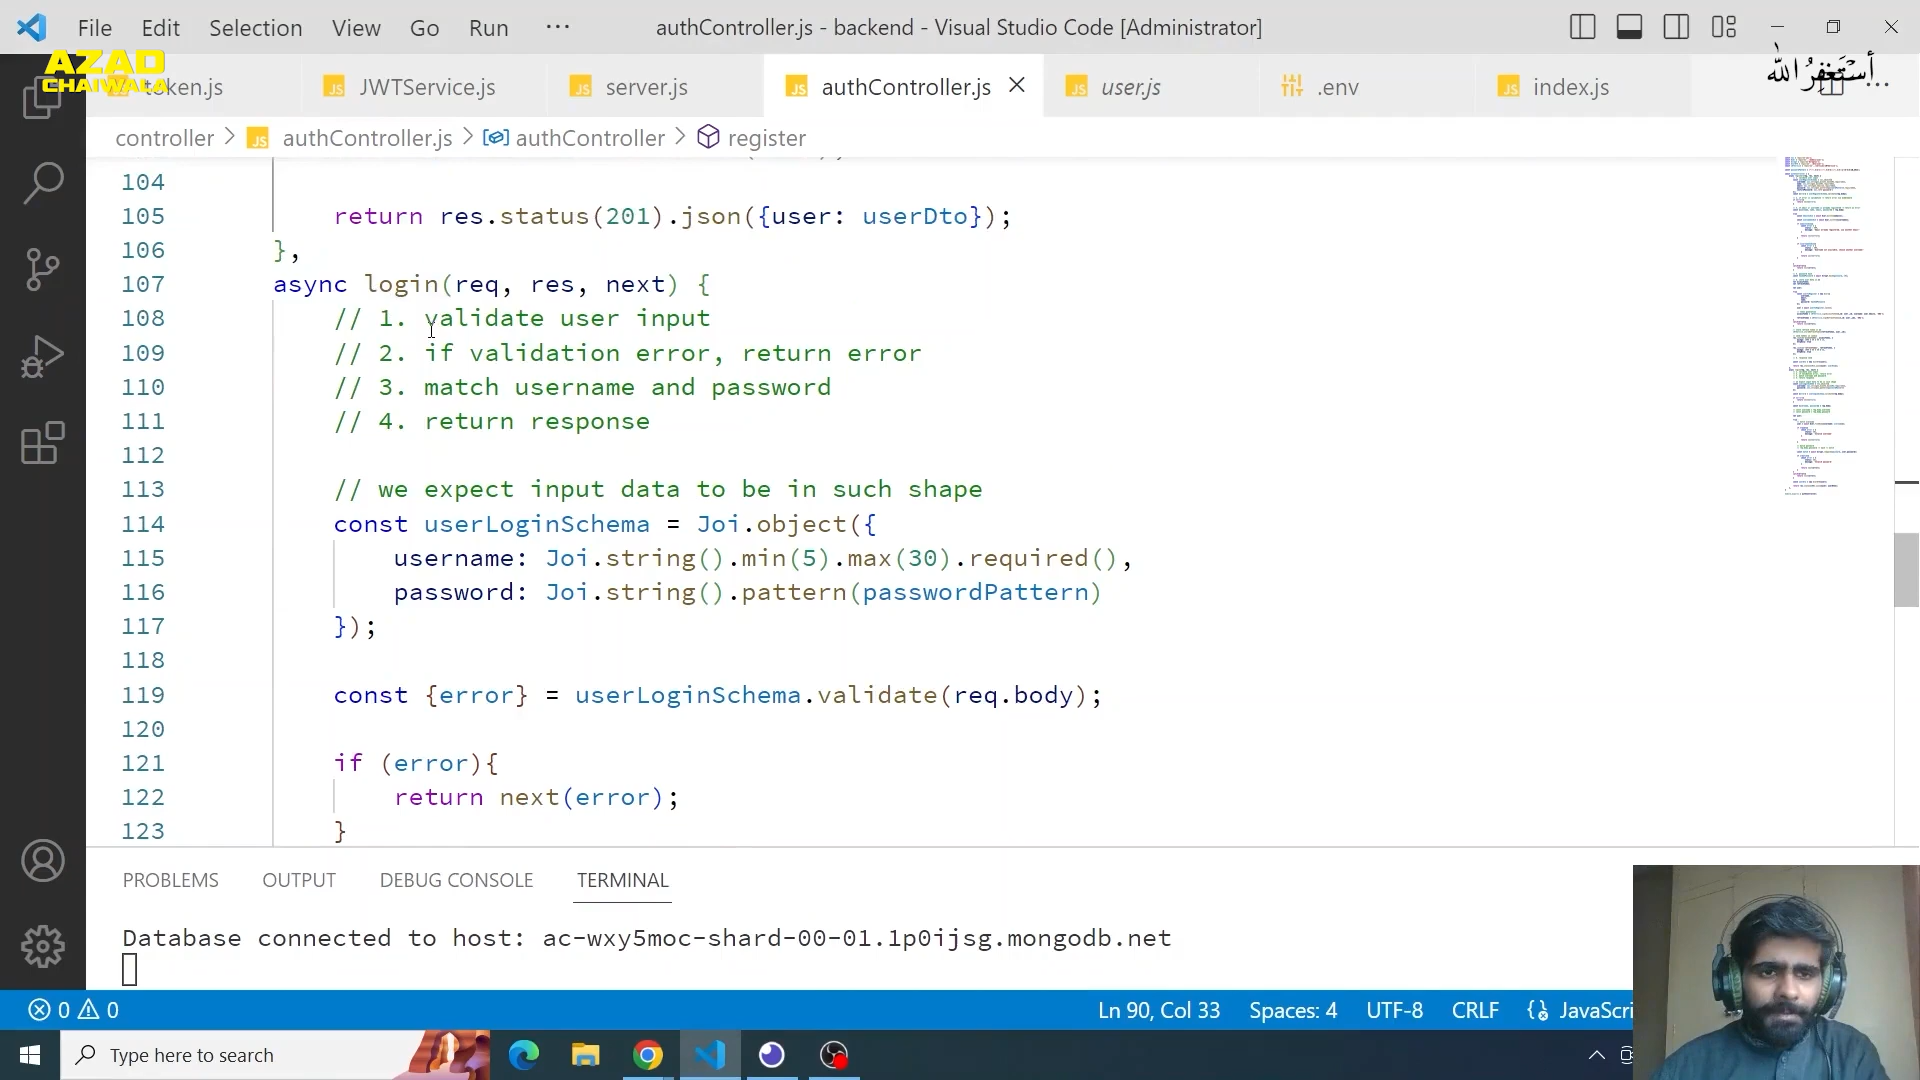 File Edit Selection View Go Run ··· authController.js - backend - Visual Studio Code [Administrator]
AZAD
CHAIWALA
أستغفر الله
token.js JWTService.js server.js authController.js user.js .env index.js
controller > authController.js > authController > register
104
105 return res.status(201).json({user: userDto});
106 },
107 async login(req, res, next) {
108 // 1. validate user input
109 // 2. if validation error, return error
110 // 3. match username and password
111 // 4. return response
112
113 // we expect input data to be in such shape
114 const userLoginSchema = Joi.object({
115 username: Joi.string().min(5).max(30).required(),
116 password: Joi.string().pattern(passwordPattern)
117 });
118
119 const {error} = userLoginSchema.validate(req.body);
120
121 if (error){
122 return next(error);
123 }
PROBLEMS OUTPUT DEBUG CONSOLE TERMINAL
Database connected to host: ac-wxy5moc-shard-00-01.1p0ijsg.mongodb.net
0 0 Ln 90, Col 33 Spaces: 4 UTF-8 CRLF JavaScri
Type here to search